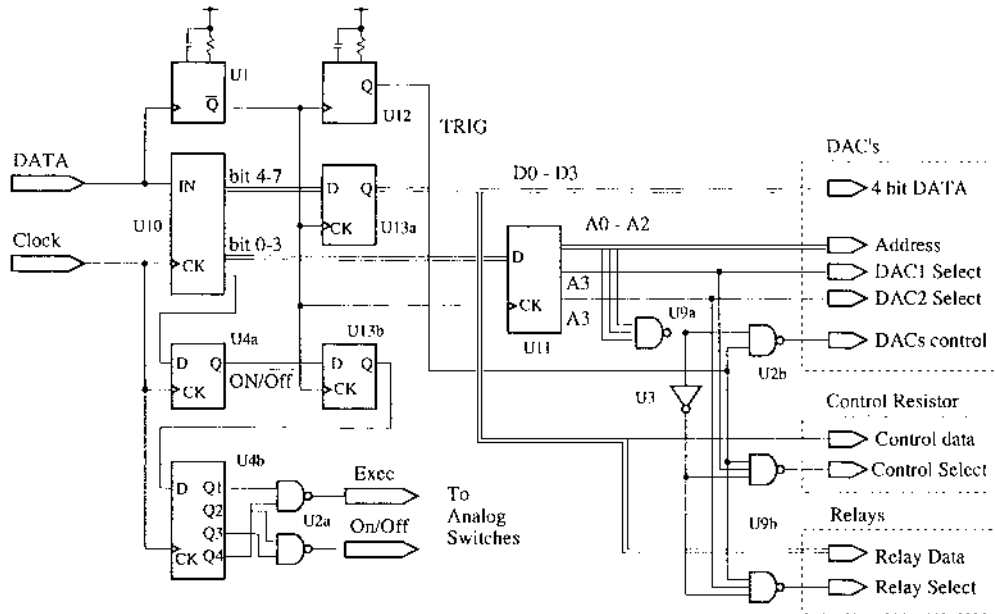 U1
Q
Q
U12
TRIG
DAC's
DATA
bit 4-7
D0 - D3
4 bit DATA
IN
D
Q
U10
CK
U13a
A0 - A2
Clock
bit 0-3
D
Address
CK
A3
DAC1 Select
CK
A3
U9a
DAC2 Select
U4a
U13b
U11
D
Q
D
Q
DACs control
ON/Off
U2b
CK
CK
U3
Control Resistor
Control data
U4b
Exec
Control Select
D
Q1
To
Q2
U2a
Analog
Q3
On/Off
Switches
U9b
Relays
CK
Q4
Relay Data
Relay Select